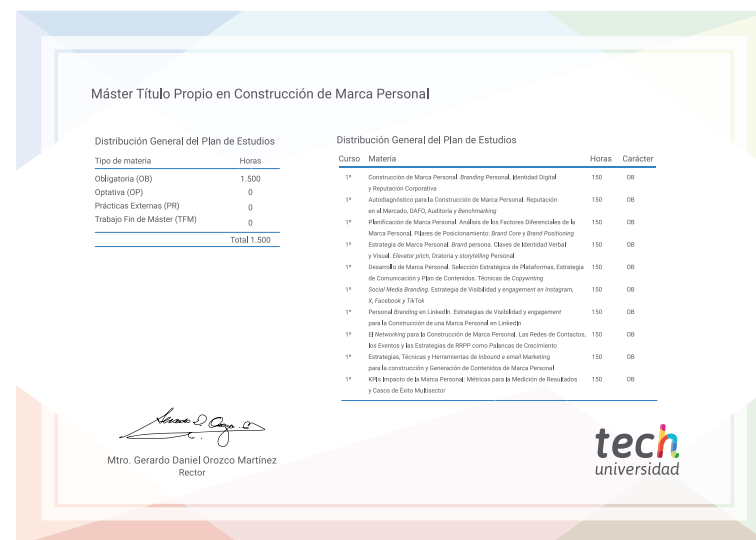 Máster Título Propio en Construcción de Marca Personal
Distribución General del Plan de Estudios
Tipo de materia Horas
Obligatoria (OB) 1.500
Optativa (OP) 0
Prácticas Externas (PR) 0
Trabajo Fin de Máster (TFM) 0
Total 1.500
Distribución General del Plan de Estudios
Curso Materia Horas Carácter
1º Construcción de Marca Personal. Branding Personal, Identidad Digital 150 OB
y Reputación Corporativa
1º Autodiagnóstico para la Construcción de Marca Personal. Reputación 150 OB
en el Mercado, DAFO, Auditoría y Benchmarking
1º Planificación de Marca Personal. Análisis de los Factores Diferenciales de la 150 OB
Marca Personal. Pilares de Posicionamiento: Brand Core y Brand Positioning
1º Estrategia de Marca Personal. Brand persona. Claves de Identidad Verbal 150 OB
y Visual. Elevator pitch, Oratoria y storytelling Personal
1º Desarrollo de Marca Personal. Selección Estratégica de Plataformas, Estrategia 150 OB
de Comunicación y Plan de Contenidos. Técnicas de Copywriting
1º Social Media Branding. Estrategia de Visibilidad y engagement en Instagram, 150 OB
X, Facebook y TikTok
1º Personal Branding en LinkedIn. Estrategias de Visibilidad y engagement 150 OB
para la Construcción de una Marca Personal en LinkedIn
1º El Networking para la Construcción de Marca Personal. Las Redes de Contactos, 150 OB
los Eventos y las Estrategias de RRPP como Palancas de Crecimiento
1º Estrategias, Técnicas y Herramientas de Inbound e email Marketing 150 OB
para la construcción y Generación de Contenidos de Marca Personal
1º KPIs Impacto de la Marca Personal: Métricas para la Medición de Resultados 150 OB
y Casos de Éxito Multisector
Mtro. Gerardo Daniel Orozco Martínez
Rector
tech
universidad